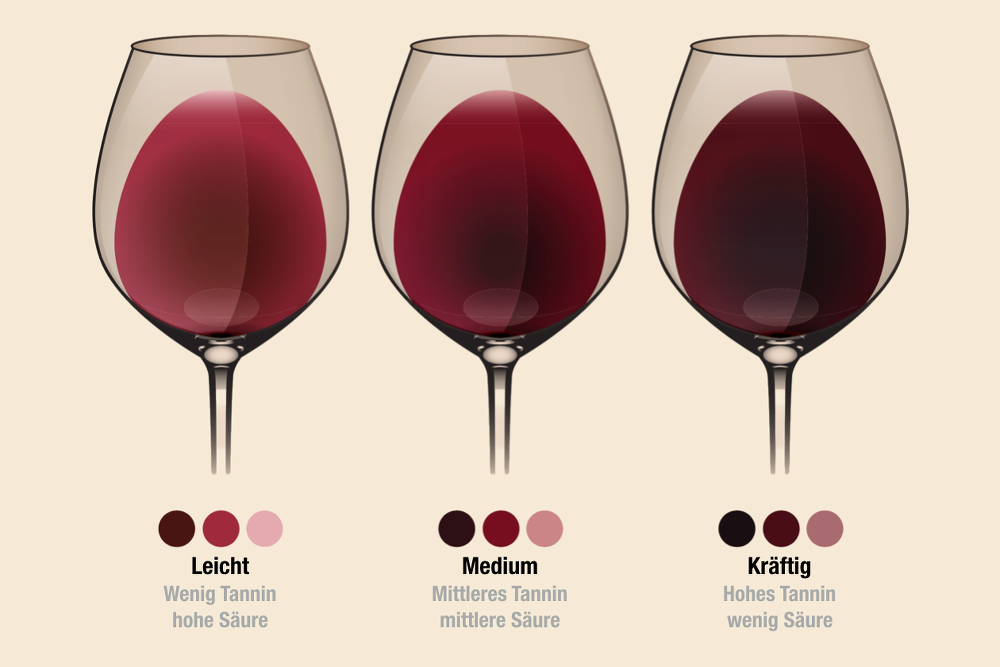 Leicht
Wenig Tannin
hohe Säure
Medium
Mittleres Tannin
mittlere Säure
Kräftig
Hohes Tannin
wenig Säure